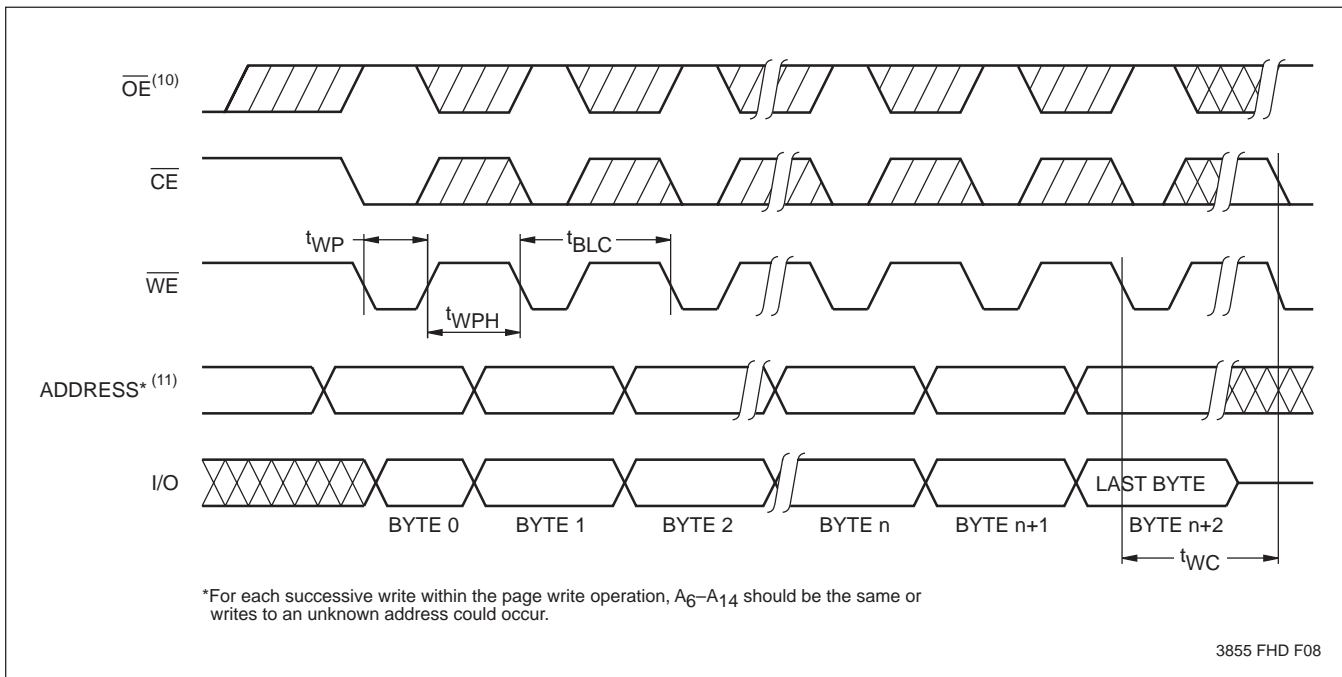 OE(10)
CE
tWP
tBLC
WE
tWPH
ADDRESS* (11)
I/O
LAST BYTE
BYTE 0 BYTE 1 BYTE 2 BYTE n BYTE n+1 BYTE n+2
tWC
*For each successive write within the page write operation, A6–A14 should be the same or
writes to an unknown address could occur.
3855 FHD F08